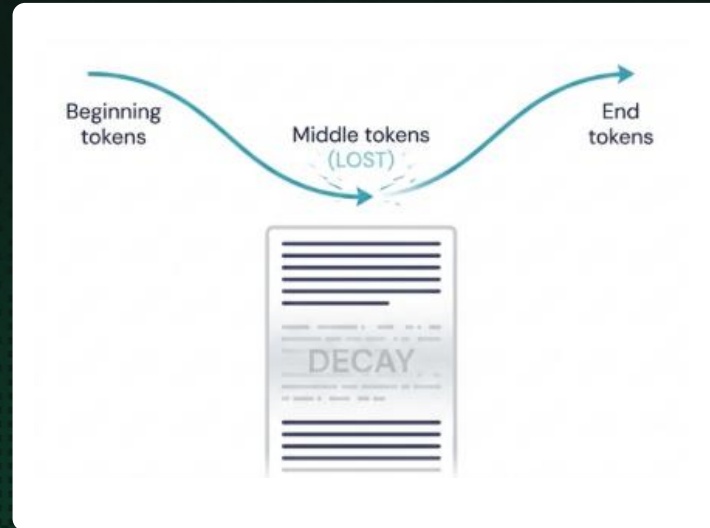 Beginning
tokens
Middle tokens
(LOST)
End
tokens
DECAY